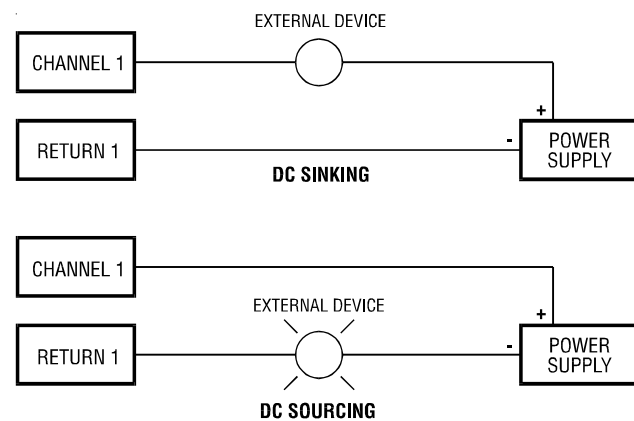 EXTERNAL DEVICE
CHANNEL 1
+
-
RETURN 1
POWER
SUPPLY
DC SINKING
CHANNEL 1
EXTERNAL DEVICE
+
-
RETURN 1
POWER
SUPPLY
DC SOURCING